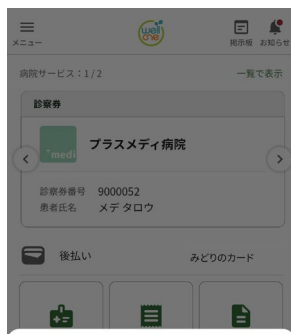 well
one
メニュー
掲示板 お知らせ
病院サービス：1/2 一覧で表示
診察券
+medi プラスメディ病院
診察券番号 9000052
患者氏名 メデ タロウ
後払い みどりのカード